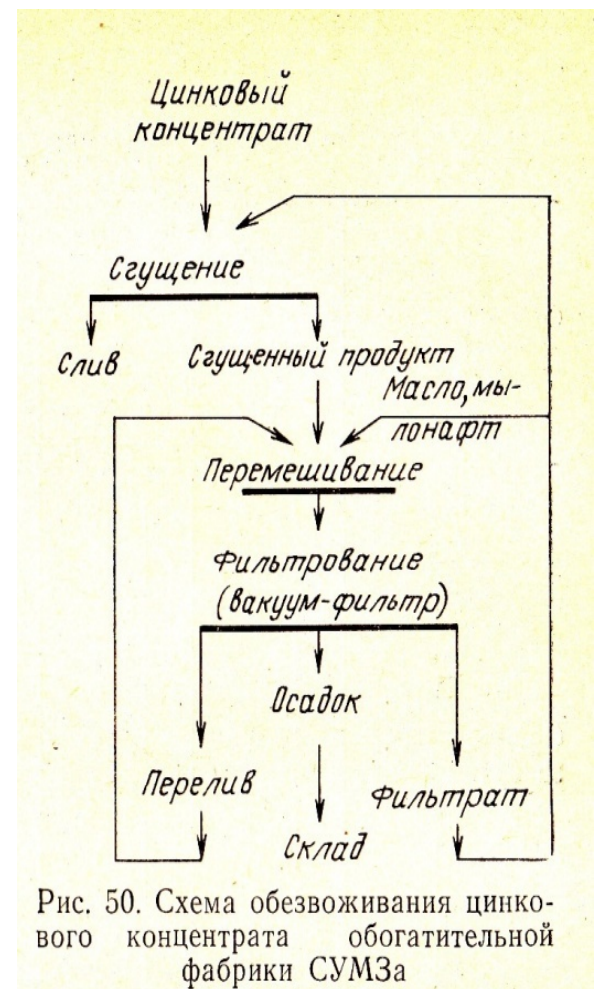 Цинковый
концентрат
Сгущение
Слив
Сгущенный продукт
Масло, мы-
лонафт
Перемешивание
Фильтрование
(вакуум-фильтр)
Осадок
Перелив
Фильтрат
Склад
Рис. 50. Схема обезвоживания цинко-
вого концентрата обогатительной
фабрики СУМЗа